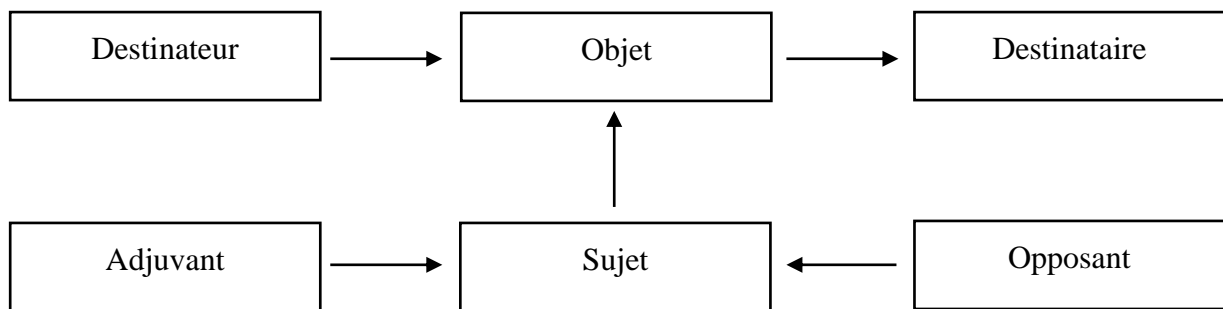 Destinateur
Objet
Destinataire
Adjuvant
Sujet
Opposant